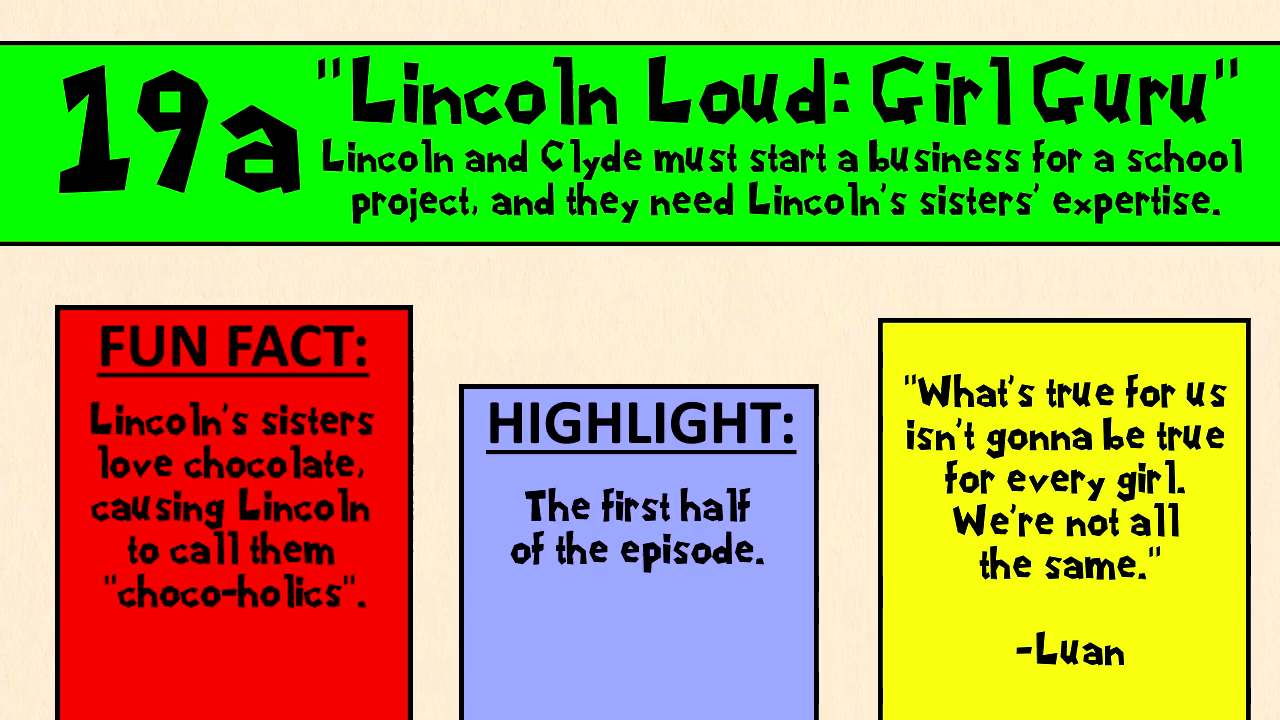 19a
"Lincoln Loud: Girl Guru"
Lincoln and Clyde must start a business for a school
project, and they need Lincoln's sisters' expertise.
FUN FACT:
Lincoln's sisters
love chocolate,
causing Lincoln
to call them
"choco-holics".
HIGHLIGHT:
The first half
of the episode.
"What's true for us
isn't gonna be true
for every girl.
We're not all
the same."
-Luan